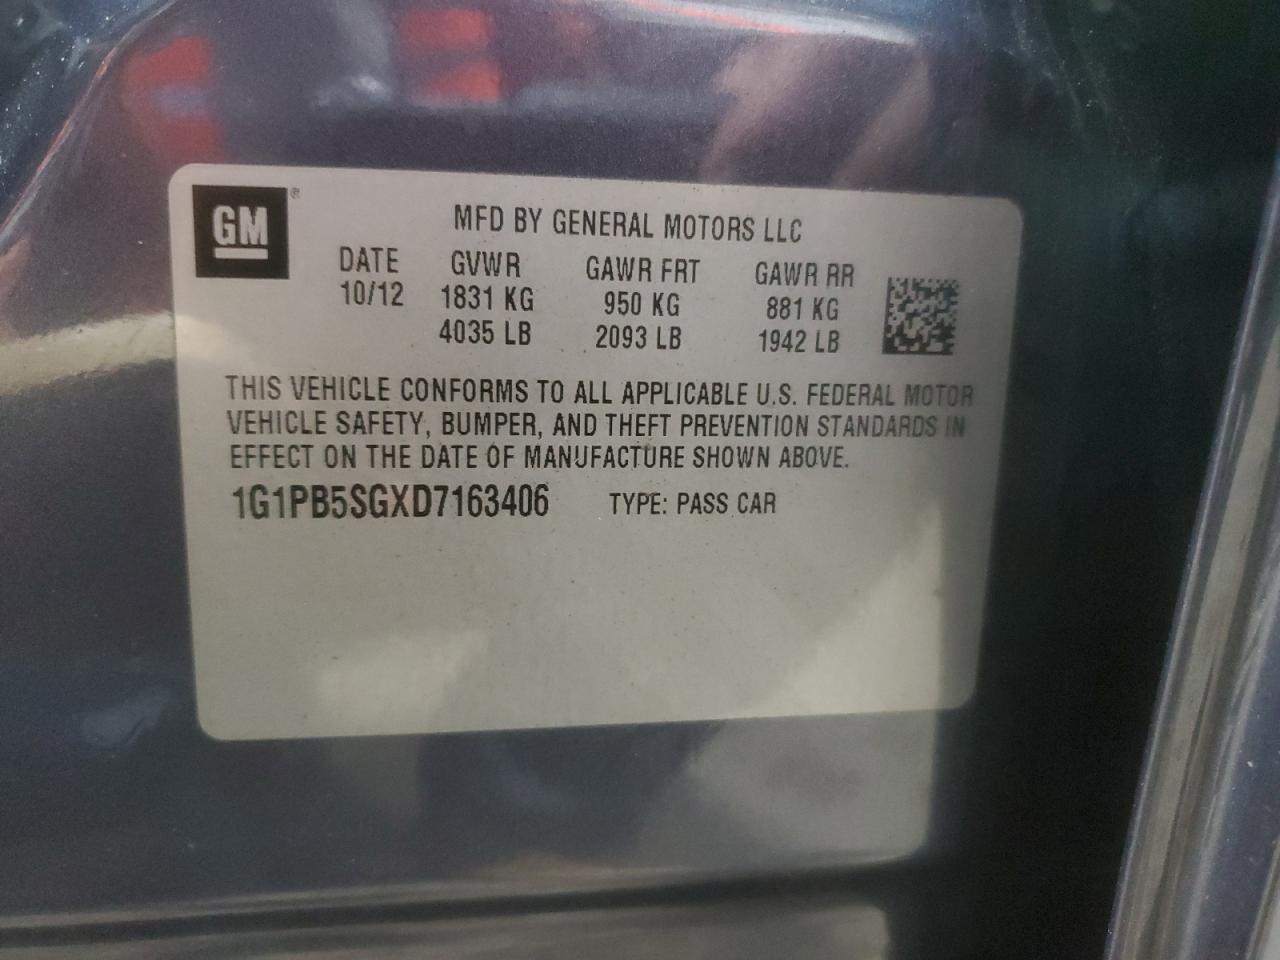 GM®
MFD BY GENERAL MOTORS LLC
DATE GVWR GAWR FRT GAWR RR
10/12 1831 KG 950 KG 881 KG
4035 LB 2093 LB 1942 LB
THIS VEHICLE CONFORMS TO ALL APPLICABLE U.S. FEDERAL MOTOR
VEHICLE SAFETY, BUMPER, AND THEFT PREVENTION STANDARDS IN
EFFECT ON THE DATE OF MANUFACTURE SHOWN ABOVE.
1G1PB5SGXD7163406 TYPE: PASS CAR